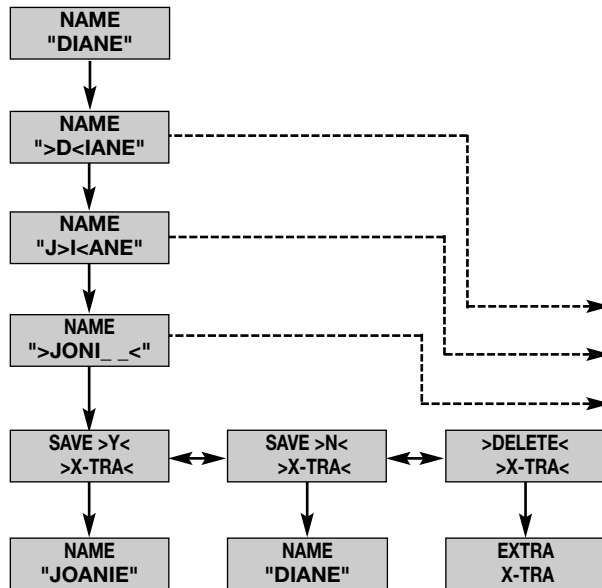 NAME
"DIANE"
NAME
">D<IANE"
NAME
"J>I<ANE"
NAME
">JONI_ _<"
SAVE >Y<
>X-TRA<
SAVE >N<
>X-TRA<
>DELETE<
>X-TRA<
NAME
"JOANIE"
NAME
"DIANE"
EXTRA
X-TRA